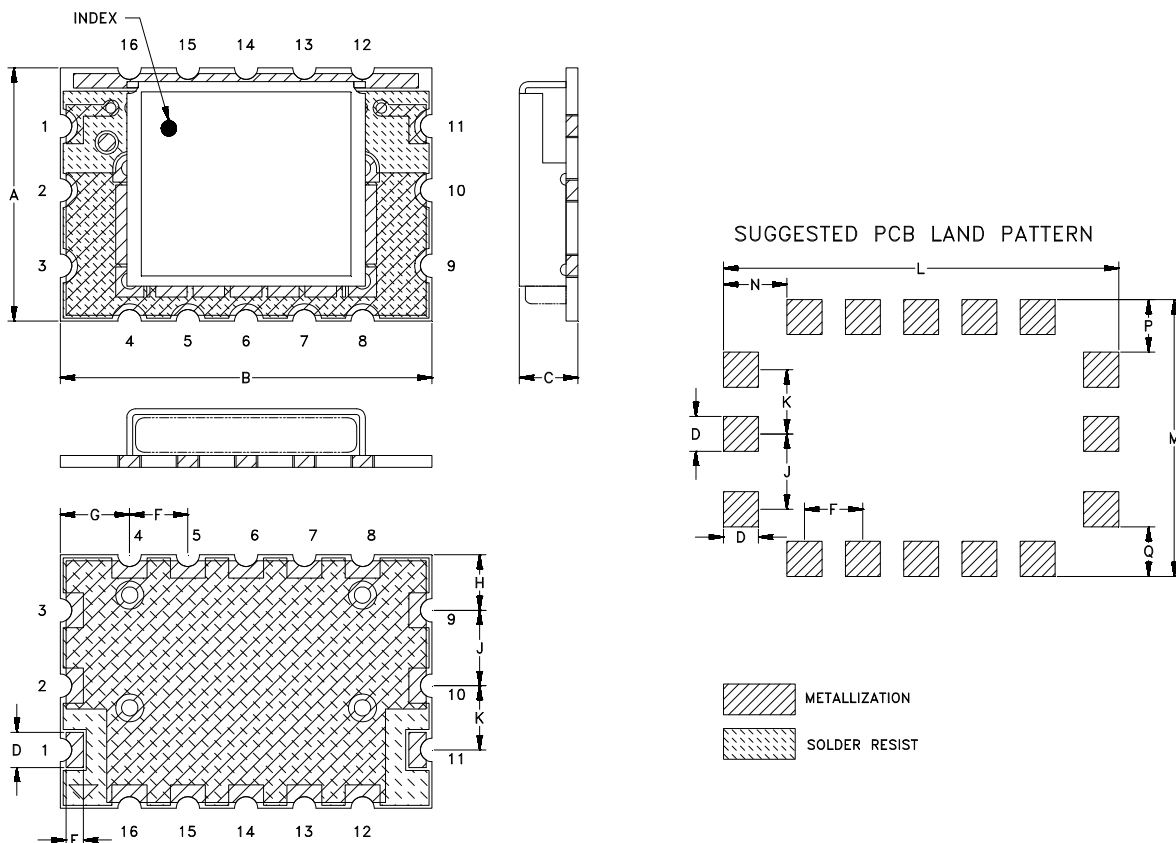 INDEX
16 15 14 13 12
1 11
A
2 10
3 9
4 5 6 7 8
B
C
G F
4 5 6 7 8
H
3 9
J
2 10
K
D 1 11
E
16 15 14 13 12
SUGGESTED PCB LAND PATTERN
L
N
P
K
D
M
J
F
D
Q
METALLIZATION
SOLDER RESIST